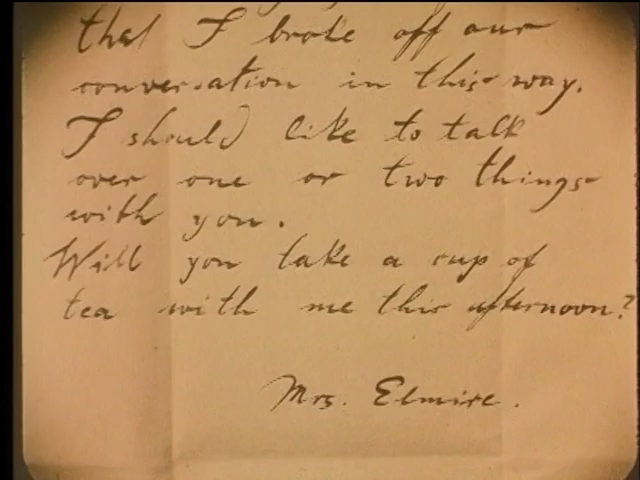 that I broke off our
conversation in this way.
I should like to talk
over one or two things
with you.
Will you take a cup of
tea with me this afternoon?
Mrs. Elmire.